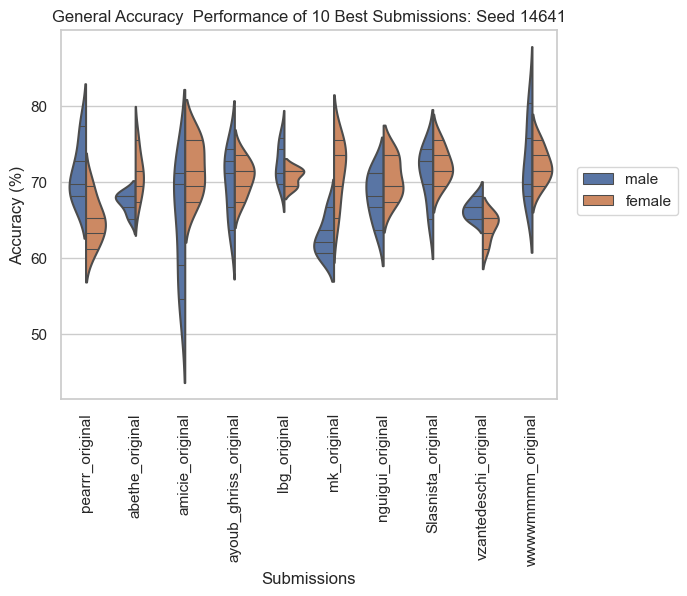 General Accuracy  Performance of 10 Best Submissions: Seed 14641
Accuracy (%)
80
70
60
50
male
female
pearrr_original
abethe_original
amicie_original
ayoub_ghriss_original
lbg_original
mk_original
nguigui_original
Slasnista_original
vzantedeschi_original
wwwwmmmm_original
Submissions